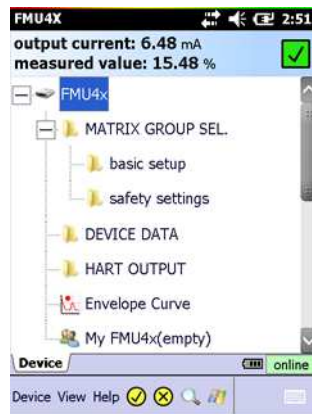 FMU4X 2:51
output current: 6.48 mA
measured value: 15.48 %
FMU4x
MATRIX GROUP SEL.
basic setup
safety settings
DEVICE DATA
HART OUTPUT
Envelope Curve
My FMU4x(empty)
Device online
Device View Help